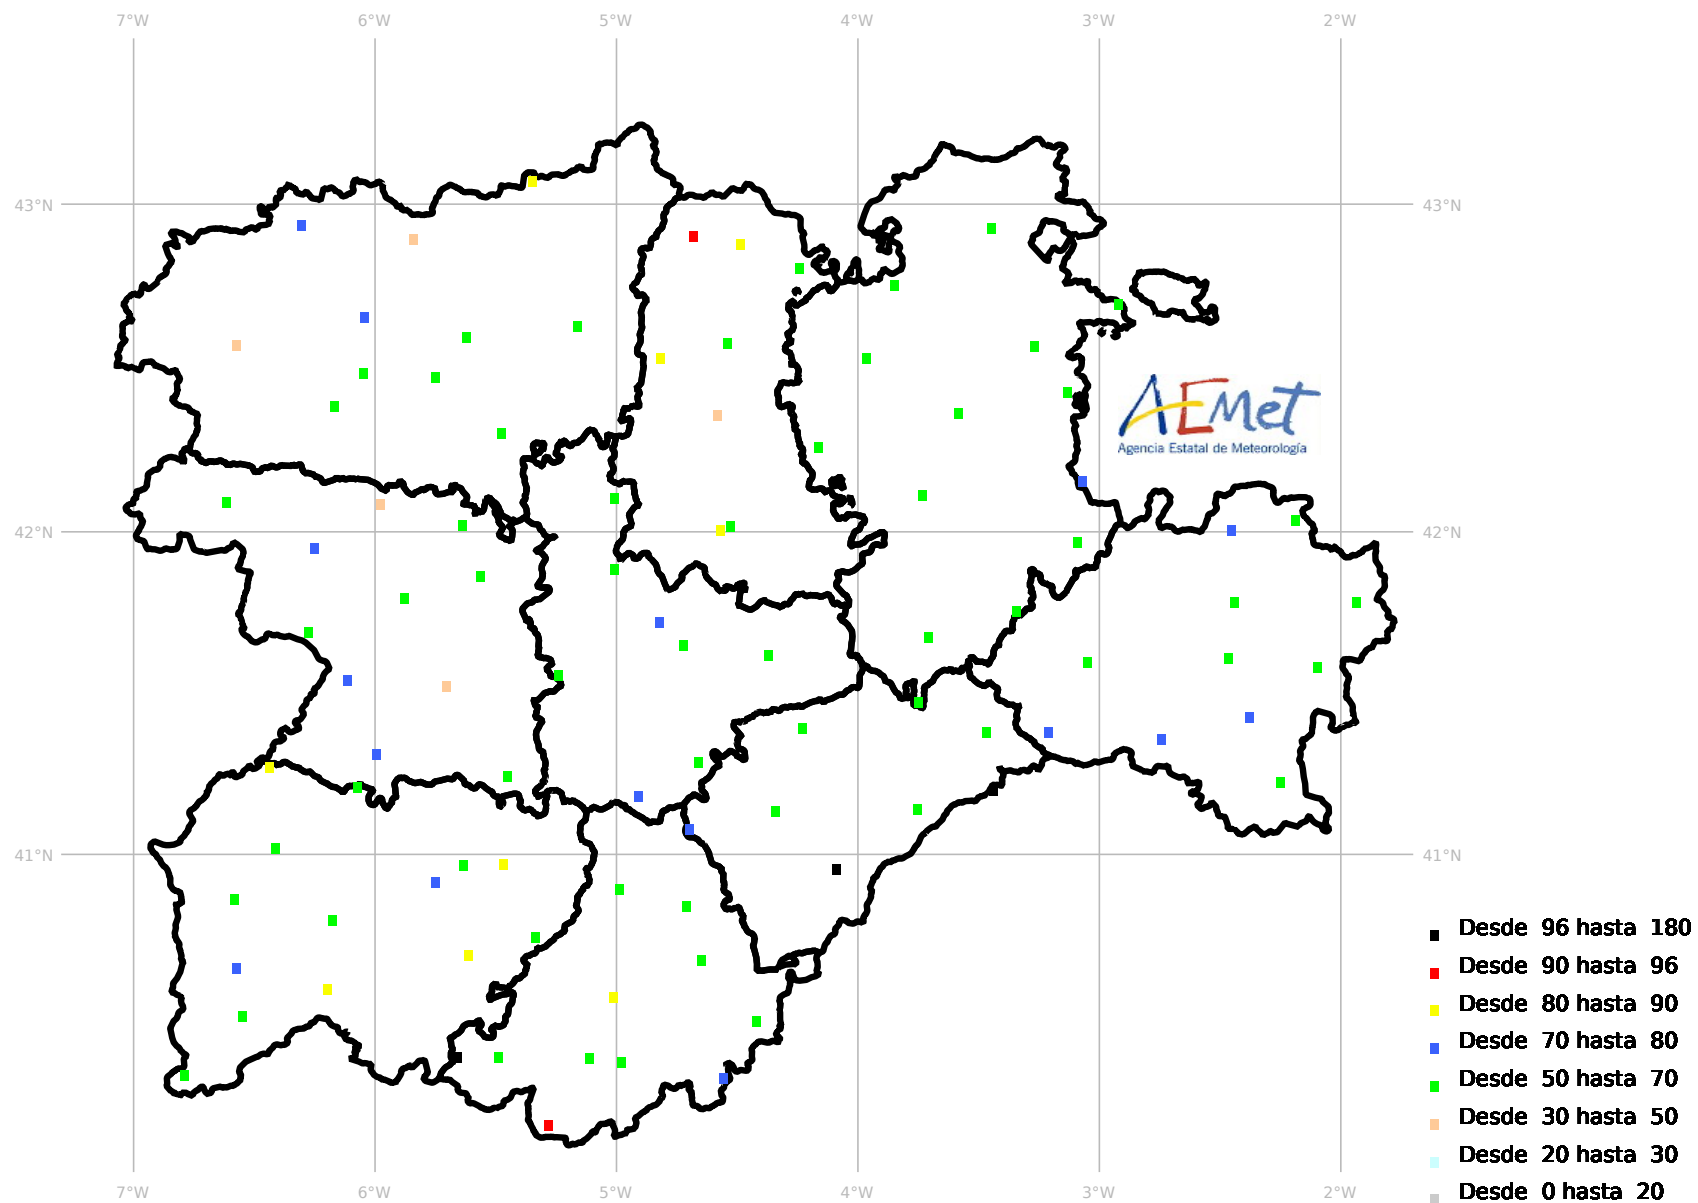 7°W 6°W 5°W 4°W 3°W 2°W
43°N 43°N
AEMet
Agencia Estatal de Meteorología
42°N 42°N
41°N 41°N
Desde 96 hasta 180
Desde 90 hasta 96
Desde 80 hasta 90
Desde 70 hasta 80
Desde 50 hasta 70
Desde 30 hasta 50
Desde 20 hasta 30
Desde 0 hasta 20
7°W 6°W 5°W 4°W 3°W 2°W